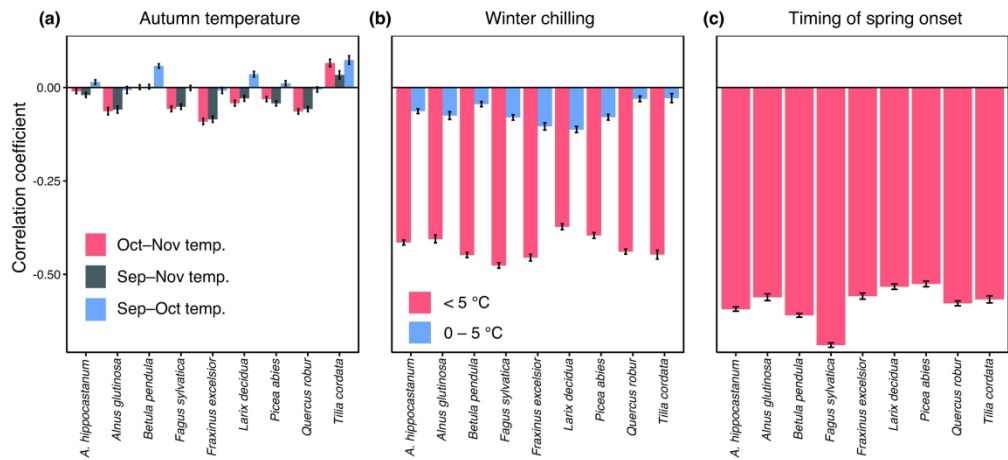 (a) Autumn temperature
(b) Winter chilling
(c) Timing of spring onset
Correlation coefficient
0.00
-0.25
-0.50
Oct–Nov temp.
Sep–Nov temp.
Sep–Oct temp.
< 5 °C
0 – 5 °C
A. hippocastanum
Alnus glutinosa
Betula pendula
Fagus sylvatica
Fraxinus excelsior
Larix decidua
Picea abies
Quercus robur
Tilia cordata
A. hippocastanum
Alnus glutinosa
Betula pendula
Fagus sylvatica
Fraxinus excelsior
Larix decidua
Picea abies
Quercus robur
Tilia cordata
A. hippocastanum
Alnus glutinosa
Betula pendula
Fagus sylvatica
Fraxinus excelsior
Larix decidua
Picea abies
Quercus robur
Tilia cordata